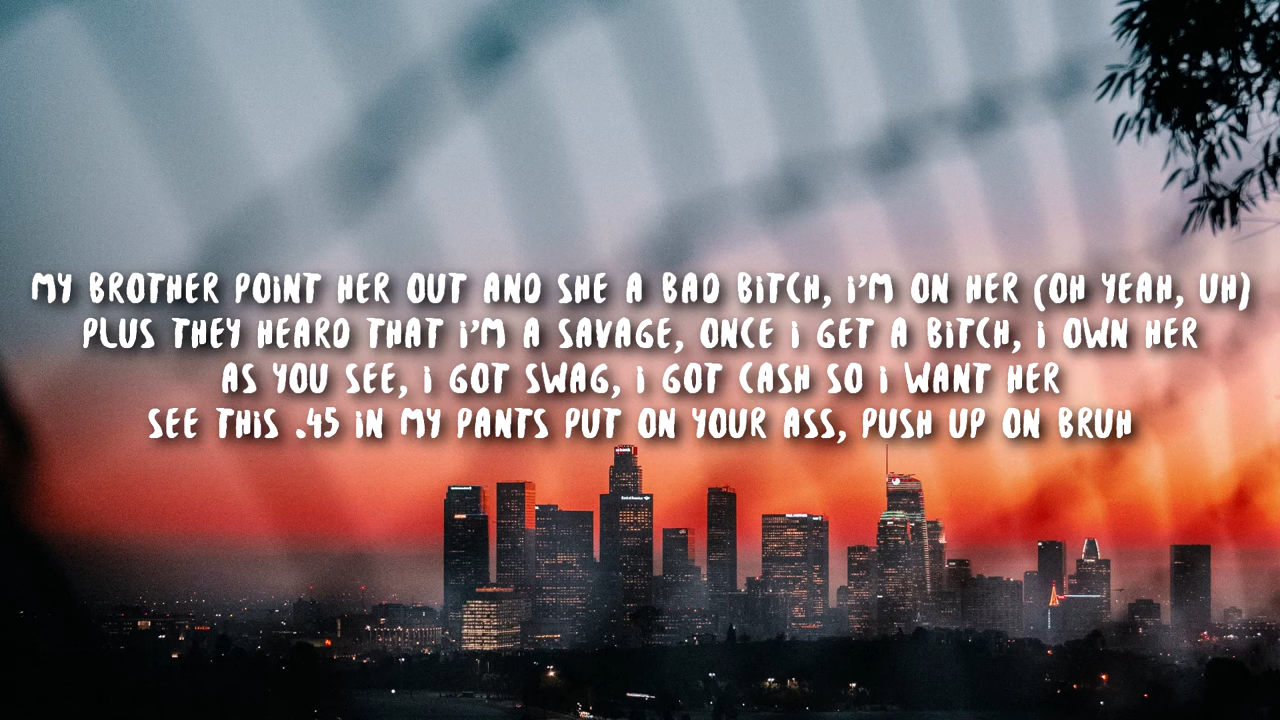 MY BROTHER POINT HER OUT AND SHE A BAD BITCH, I'M ON HER (OH YEAH, UH)
PLUS THEY HEARD THAT I'M A SAVAGE, ONCE I GET A BITCH, I OWN HER
AS YOU SEE, I GOT SWAG, I GOT CASH SO I WANT HER
SEE THIS .45 IN MY PANTS PUT ON YOUR ASS, PUSH UP ON BRUH